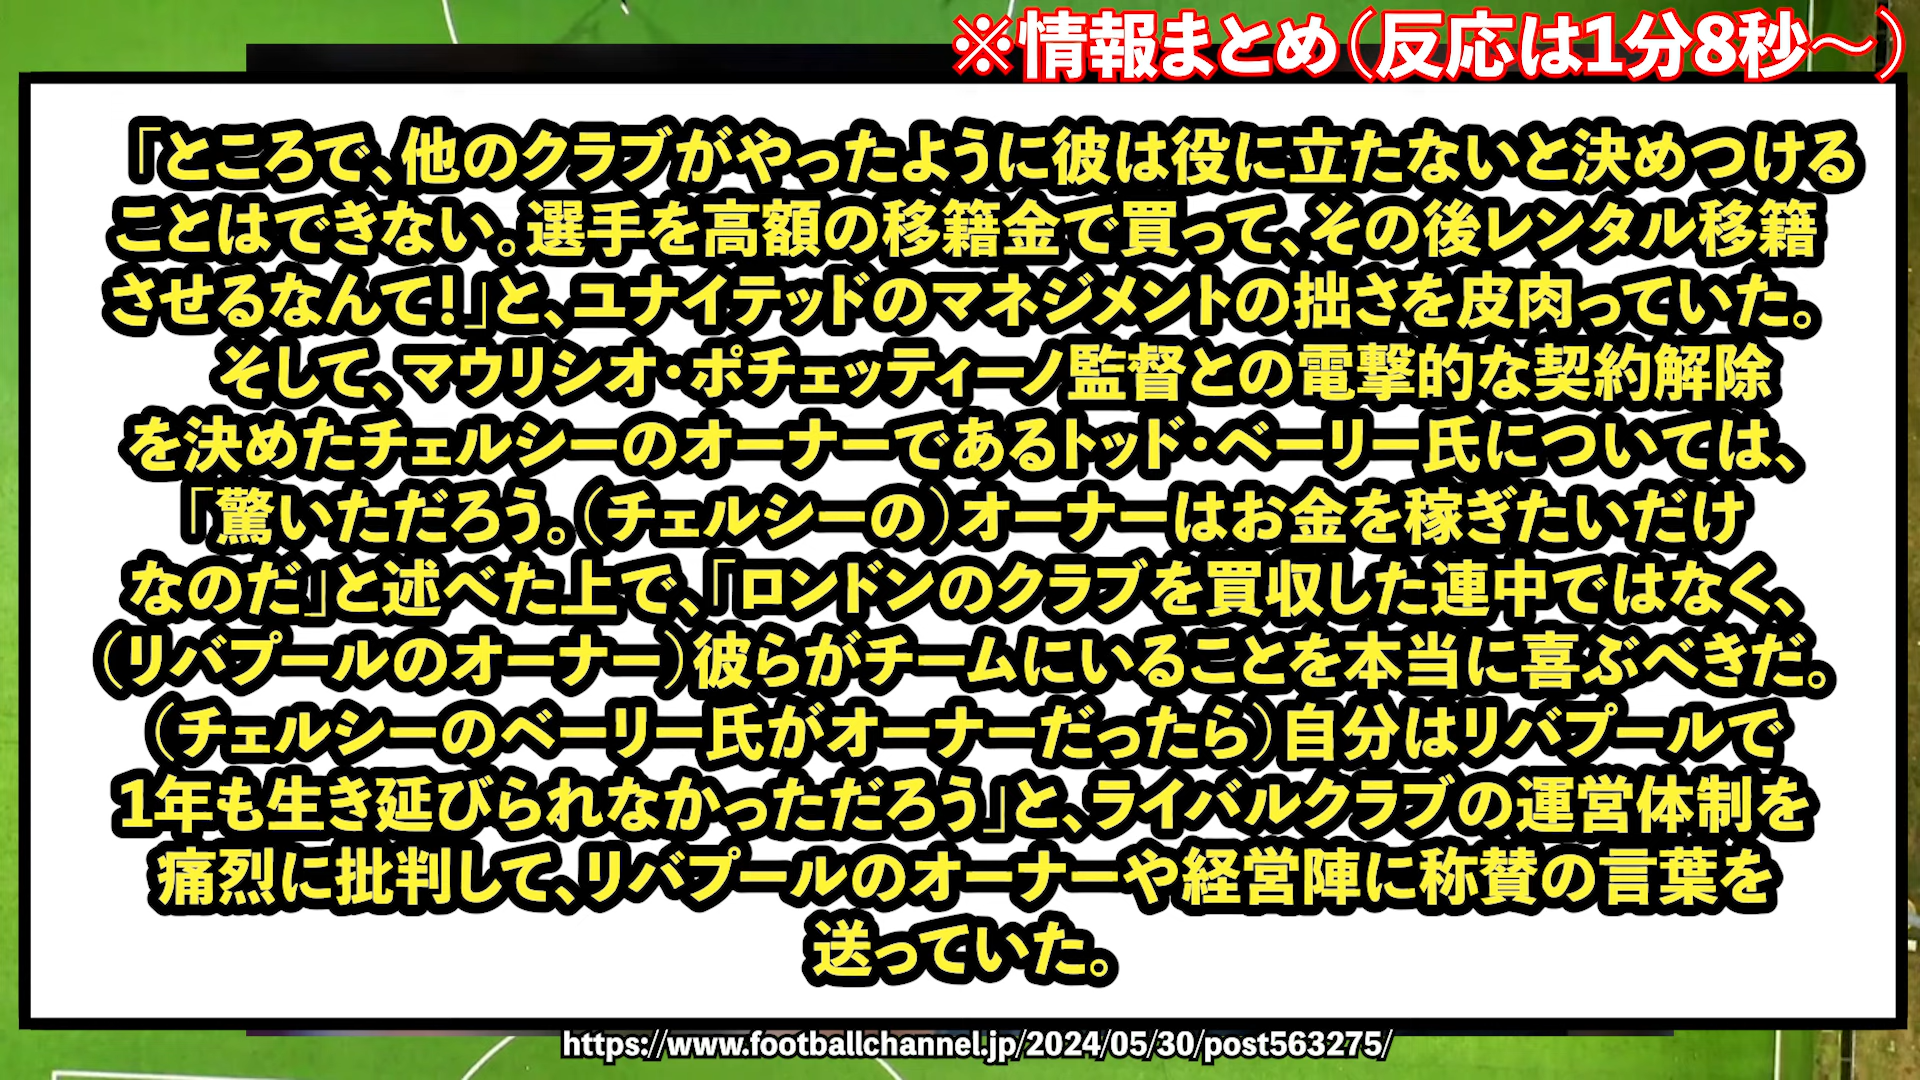 ※情報まとめ（反応は1分8秒～）
「ところで、他のクラブがやったように彼は役に立たないと決めつける
ことはできない。選手を高額の移籍金で買って、その後レンタル移籍
させるなんて！」と、ユナイテッドのマネジメントの拙さを皮肉っていた。
そして、マウリシオ・ポチェッティーノ監督との電撃的な契約解除
を決めたチェルシーのオーナーであるトッド・ベーリー氏については、
「驚いただろう。（チェルシーの）オーナーはお金を稼ぎたいだけ
なのだ」と述べた上で、「ロンドンのクラブを買収した連中ではなく、
（リバプールのオーナー）彼らがチームにいることを本当に喜ぶべきだ。
（チェルシーのベーリー氏がオーナーだったら）自分はリバプールで
1年も生き延びられなかっただろう」と、ライバルクラブの運営体制を
痛烈に批判して、リバプールのオーナーや経営陣に称賛の言葉を
送っていた。
https://www.footballchannel.jp/2024/05/30/post563275/